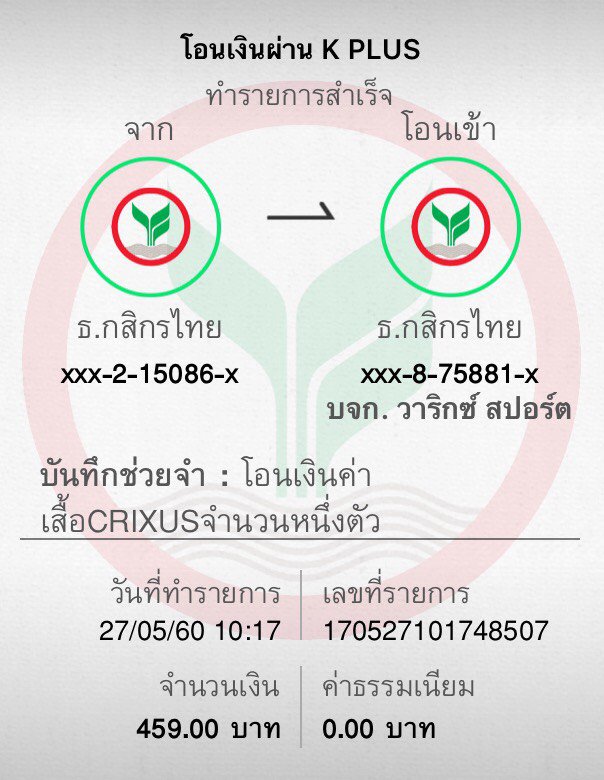 โอนเงินผ่าน K PLUS
ทำรายการสำเร็จ
จาก
โอนเข้า
ธ.กสิกรไทย
ธ.กสิกรไทย
xxx-2-15086-x
xxx-8-75881-x
บจก. วาริกซ์ สปอร์ต
บันทึกช่วยจำ : โอนเงินค่า
เสื้อCRIXUSจำนวนหนึ่งตัว
วันที่ทำรายการ
เลขที่รายการ
27/05/60 10:17
170527101748507
จำนวนเงิน
ค่าธรรมเนียม
459.00 บาท
0.00 บาท